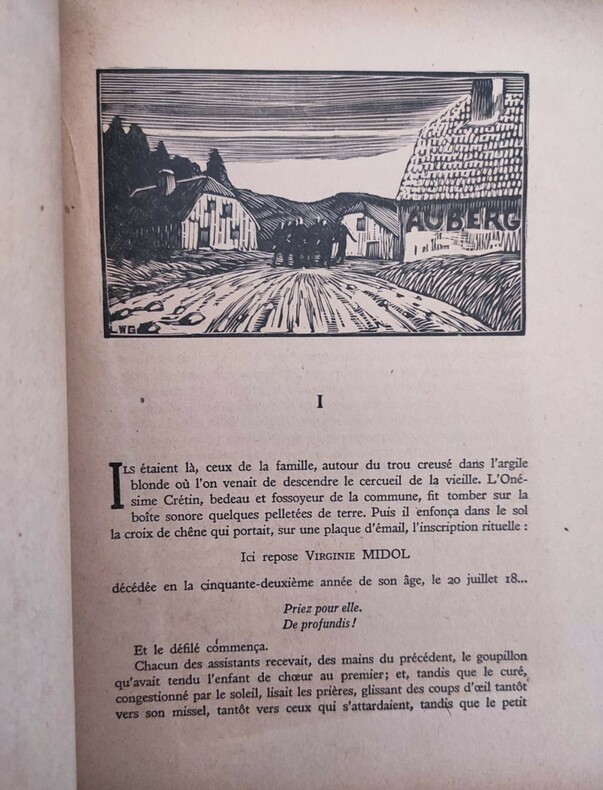 AUBERG
LWG
I
ILS étaient là, ceux de la famille, autour du trou creusé dans l'argile
blonde où l'on venait de descendre le cercueil de la vieille. L'Oné-
sime Crétin, bedeau et fossoyeur de la commune, fit tomber sur la
boîte sonore quelques pelletées de terre. Puis il enfonça dans le sol
la croix de chêne qui portait, sur une plaque d'émail, l'inscription rituelle :
Ici repose VIRGINIE MIDOL
décédée en la cinquante-deuxième année de son âge, le 20 juillet 18...
Priez pour elle.
De profundis !
Et le défilé commença.
Chacun des assistants recevait, des mains du précédent, le goupillon
qu'avait tendu l'enfant de chœur au premier; et, tandis que le curé,
congestionné par le soleil, lisait les prières, glissant des coups d'œil tantôt
vers son missel, tantôt vers ceux qui s'attardaient, tandis que le petit